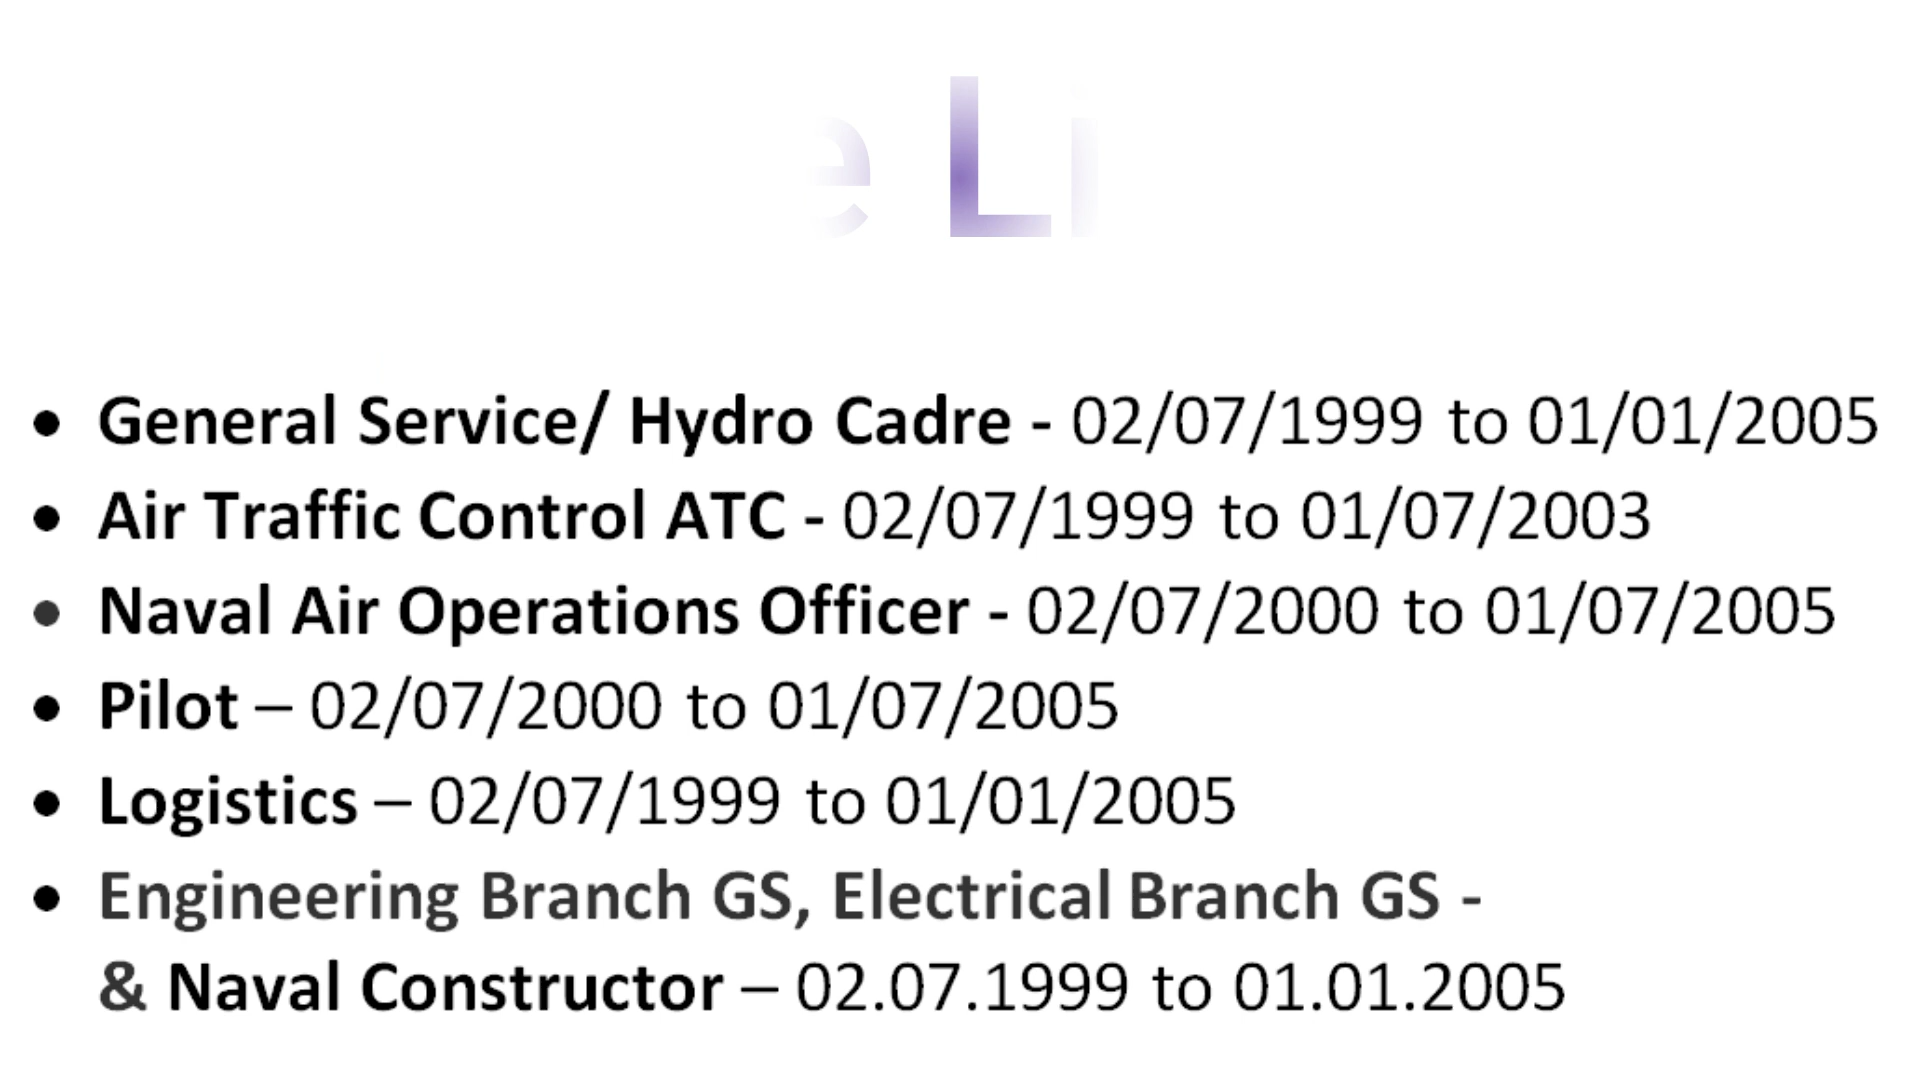 e Li
• General Service/ Hydro Cadre - 02/07/1999 to 01/01/2005
• Air Traffic Control ATC - 02/07/1999 to 01/07/2003
• Naval Air Operations Officer - 02/07/2000 to 01/07/2005
• Pilot – 02/07/2000 to 01/07/2005
• Logistics – 02/07/1999 to 01/01/2005
• Engineering Branch GS, Electrical Branch GS -
& Naval Constructor – 02.07.1999 to 01.01.2005